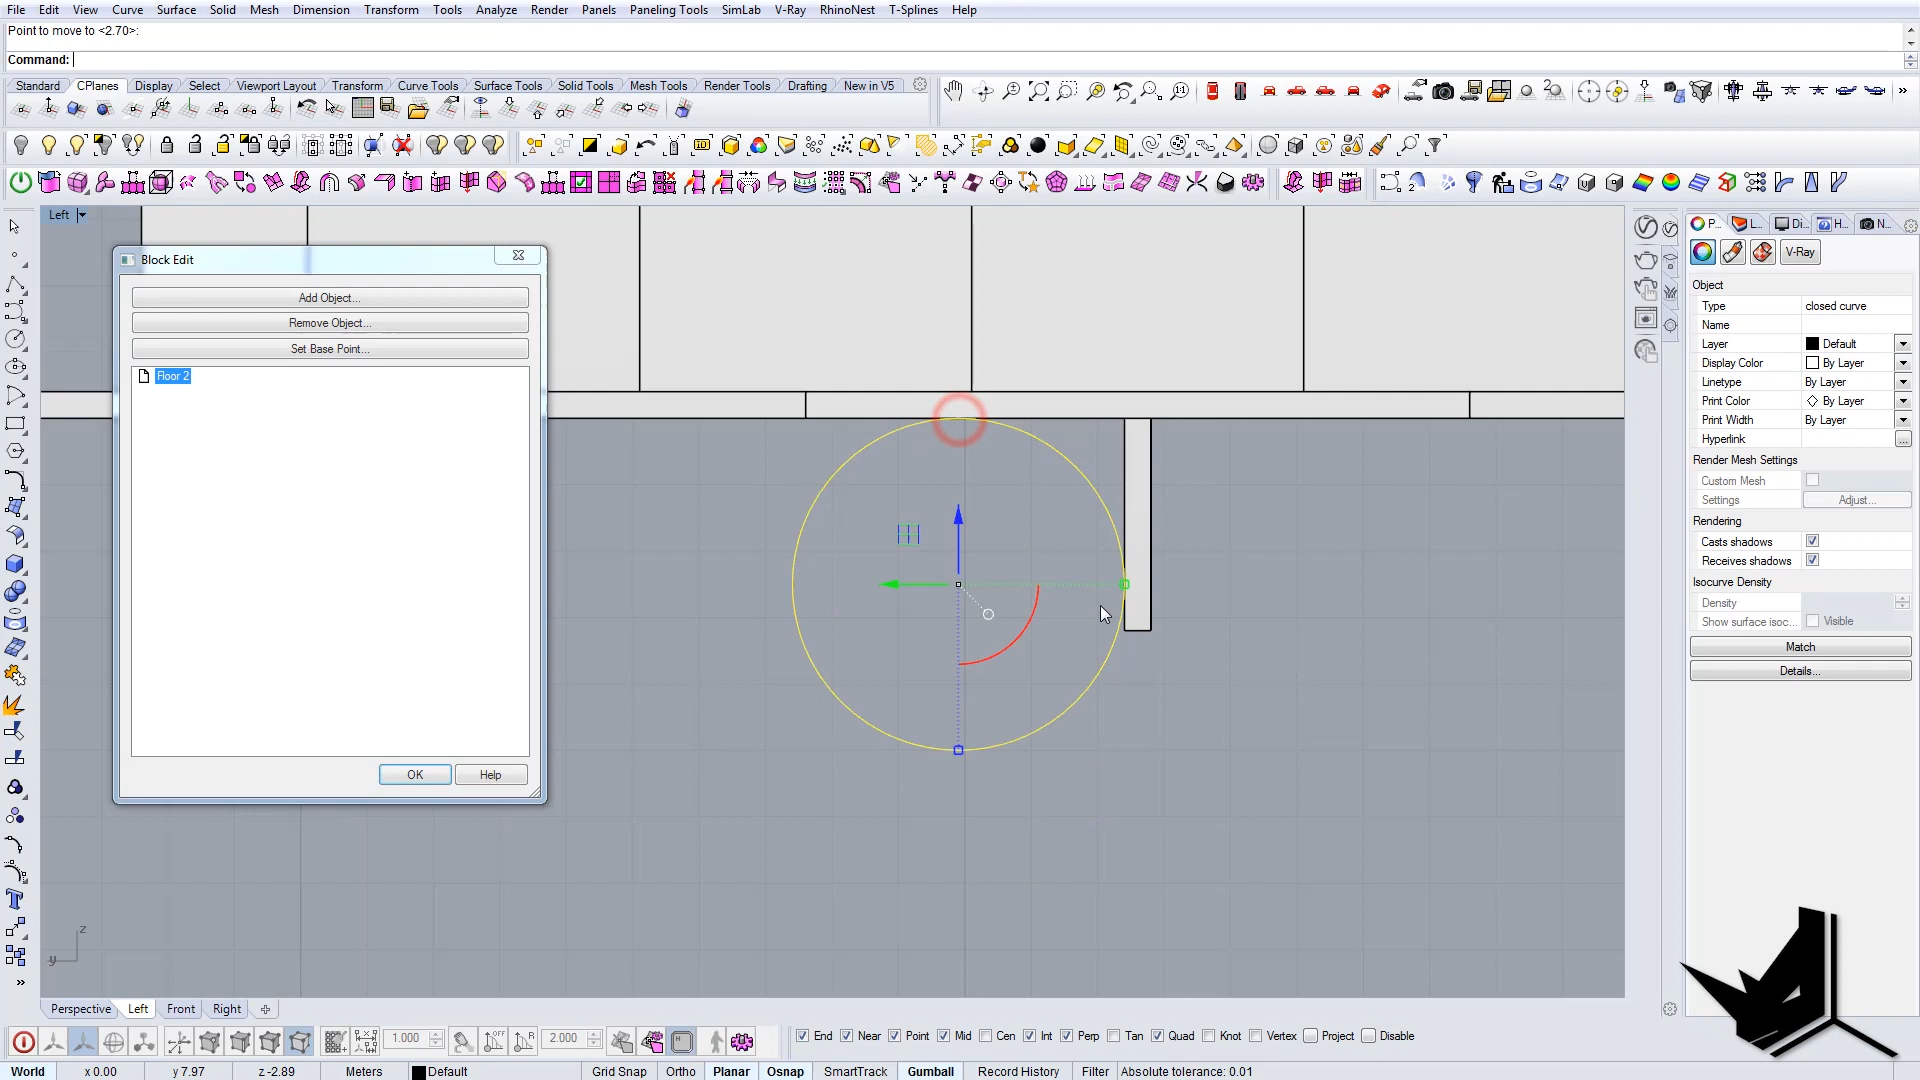 File Edit View Curve Surface Solid Mesh Dimension Transform Tools Analyze Render Panels Paneling Tools SimLab V-Ray RhinoNest T-Splines Help
Point to move to <2.70>:
Command:
Standard CPlanes Display Select Viewport Layout Transform Curve Tools Surface Tools Solid Tools Mesh Tools Render Tools Drafting New in V5
Left
P... L... Di... H... N...
Block Edit
V-Ray
Add Object...
Remove Object...
Set Base Point...
Floor 2
OK Help
Object
Type closed curve
Name
Layer Default
Display Color By Layer
Linetype By Layer
Print Color By Layer
Print Width By Layer
Hyperlink ...
Render Mesh Settings
Custom Mesh
Settings Adjust...
Rendering
Casts shadows
Receives shadows
Isocurve Density
Density
Show surface isoc... Visible
Match
Details...
z
y
Perspective Left Front Right
1.000 2.000 End Near Point Mid Cen Int Perp Tan Quad Knot Vertex Project Disable
World x 0.00 y 7.97 z -2.89 Meters Default Grid Snap Ortho Planar Osnap SmartTrack Gumball Record History Filter Absolute tolerance: 0.01